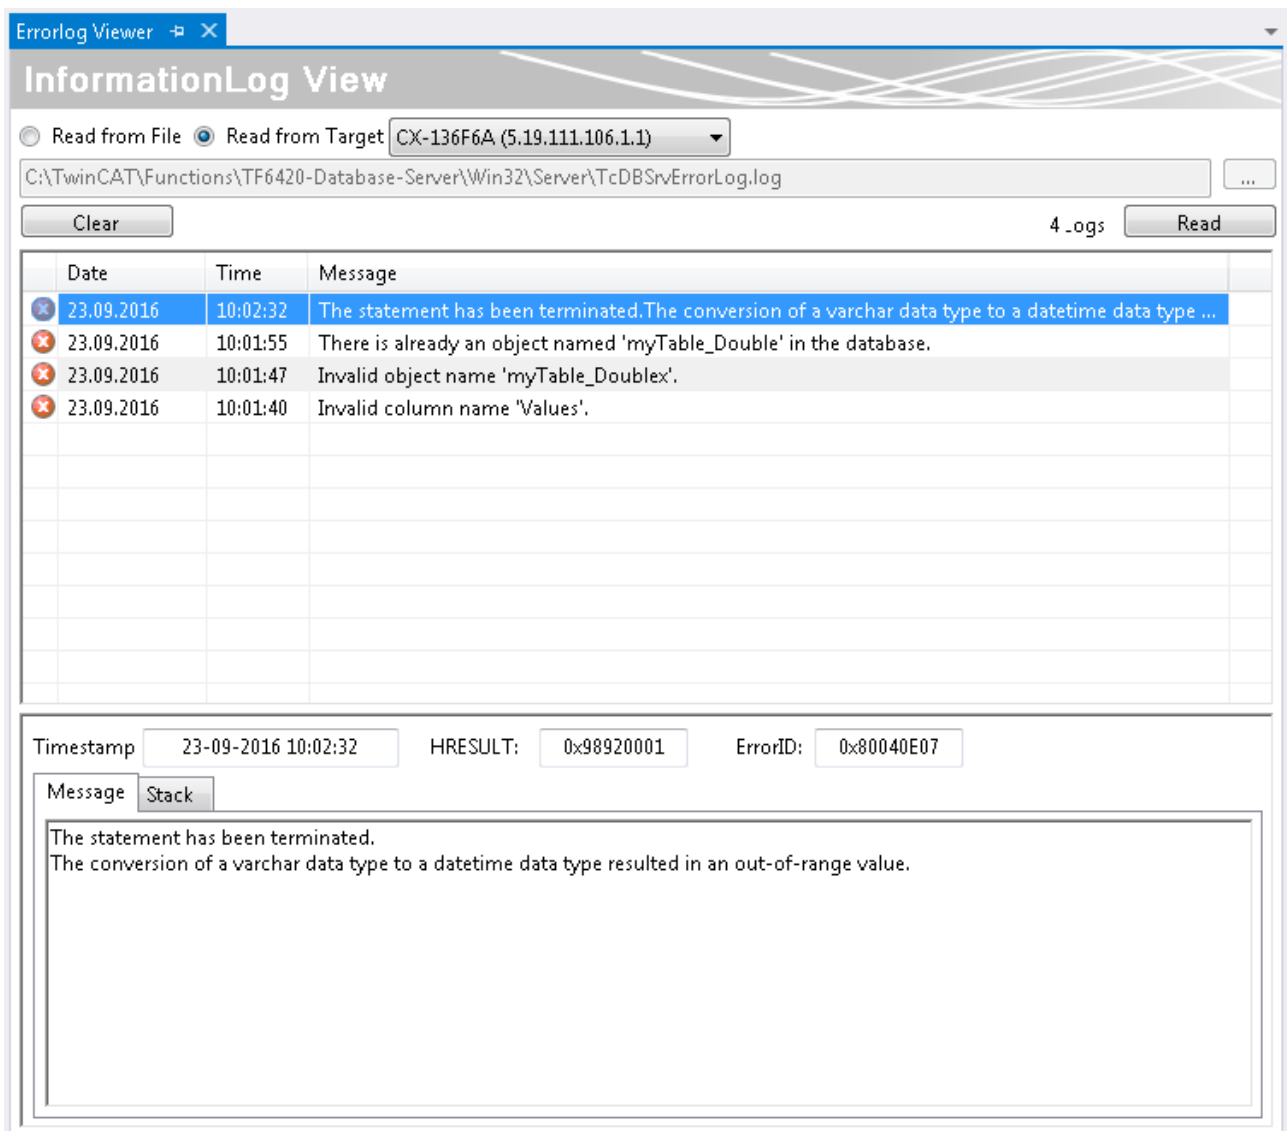 Errorlog Viewer
InformationLog View
Read from File Read from Target CX-136F6A (5.19.111.106.1.1)
C:\TwinCAT\Functions\TF6420-Database-Server\Win32\Server\TcDBSrvErrorLog.log ...
Clear 4 Logs Read
Date Time Message
23.09.2016 10:02:32 The statement has been terminated.The conversion of a varchar data type to a datetime data type ...
23.09.2016 10:01:55 There is already an object named 'myTable_Double' in the database.
23.09.2016 10:01:47 Invalid object name 'myTable_Doublex'.
23.09.2016 10:01:40 Invalid column name 'Values'.
Timestamp 23-09-2016 10:02:32 HRESULT: 0x98920001 ErrorID: 0x80040E07
Message Stack
The statement has been terminated.
The conversion of a varchar data type to a datetime data type resulted in an out-of-range value.